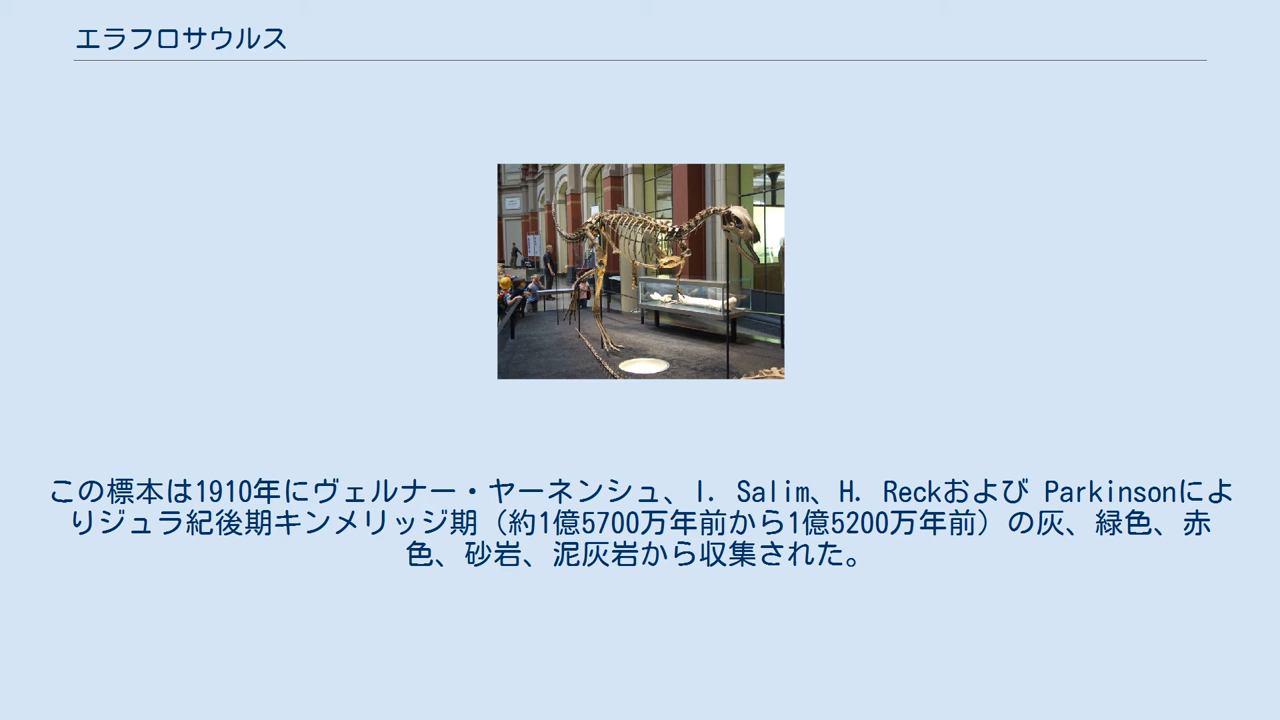 エラフロサウルス
この標本は1910年にヴェルナー・ヤーネンシュ、I. Salim、H. Reckおよび Parkinsonによ
りジュラ紀後期キンメリッジ期（約1億5700万年前から1億5200万年前）の灰、緑色、赤
色、砂岩、泥灰岩から収集された。